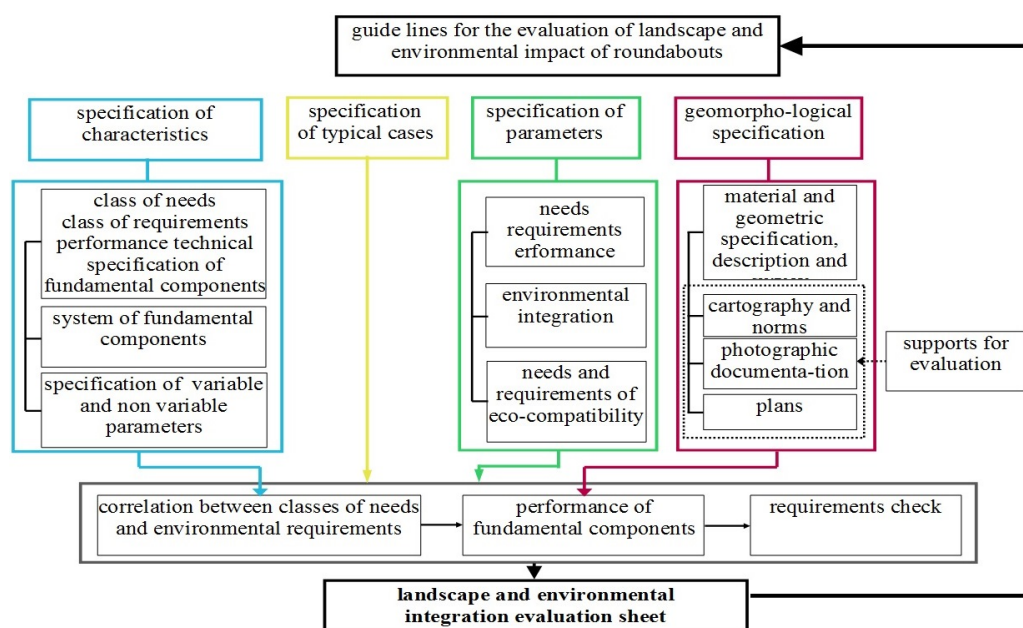 guide lines for the evaluation of landscape and
environmental impact of roundabouts
specification of
characteristics
specification
of typical cases
specification of
parameters
geomorpho-logical
specification
class of needs
class of requirements
performance technical
specification of
fundamental components
system of fundamental
components
specification of variable
and non variable
parameters
needs
requirements
erformance
environmental
integration
needs and
requirements of
eco-compatibility
material and
geometric
specification,
description and
cartography and
norms
photographic
documenta-tion
plans
supports for
evaluation
correlation between classes of needs
and environmental requirements
performance of
fundamental components
requirements check
landscape and environmental
integration evaluation sheet